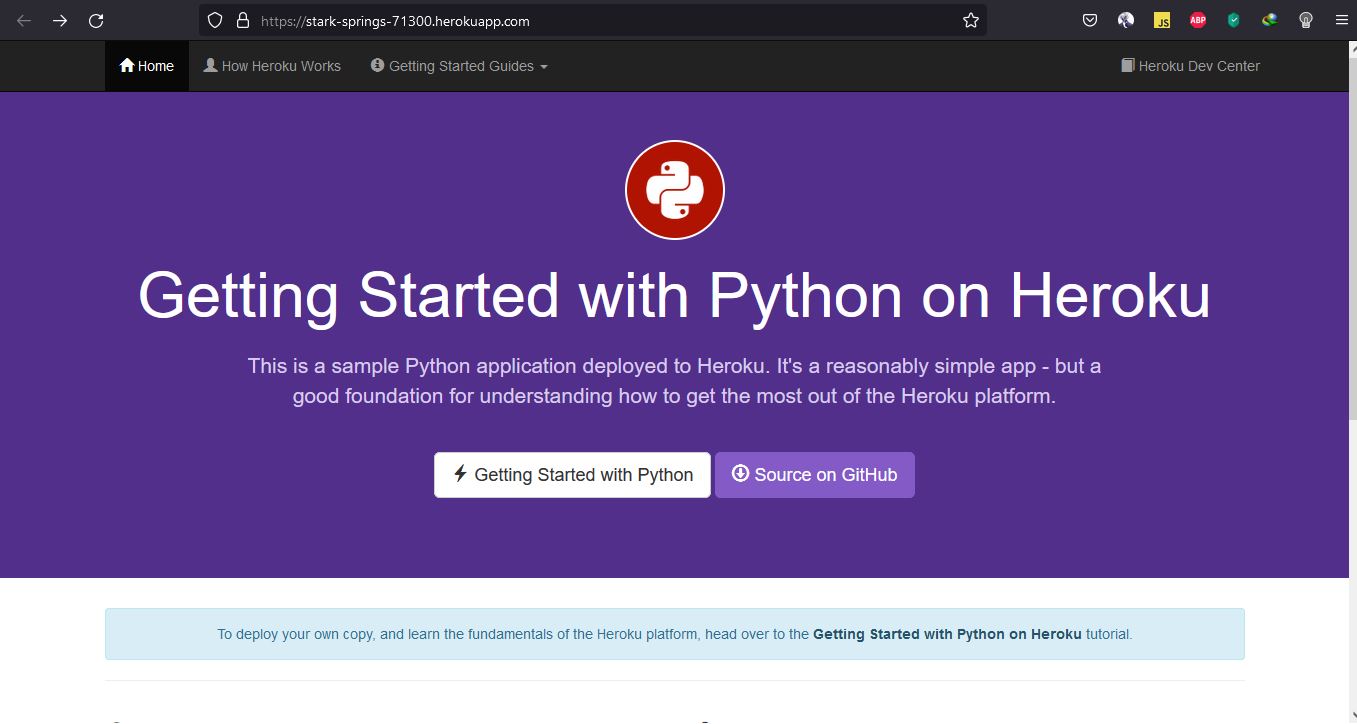 https://stark-springs-71300.herokuapp.com
JS
ABP
Home
How Heroku Works
Getting Started Guides
Heroku Dev Center
Getting Started with Python on Heroku
This is a sample Python application deployed to Heroku. It's a reasonably simple app - but a
good foundation for understanding how to get the most out of the Heroku platform.
Getting Started with Python
Source on GitHub
To deploy your own copy, and learn the fundamentals of the Heroku platform, head over to the Getting Started with Python on Heroku tutorial.